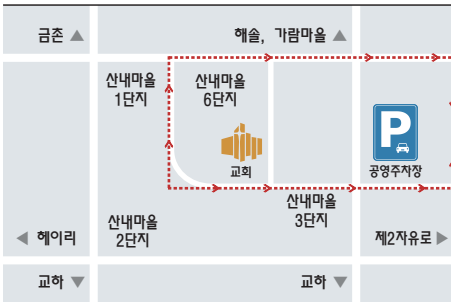 금촌 ▲
해솔, 가람마을 ▲
산내마을
1단지
산내마을
6단지
P
교회
공영주차장
산내마을
3단지
산내마을
2단지
◀ 헤이리
제2자유로 ▶
교하 ▼
교하 ▼